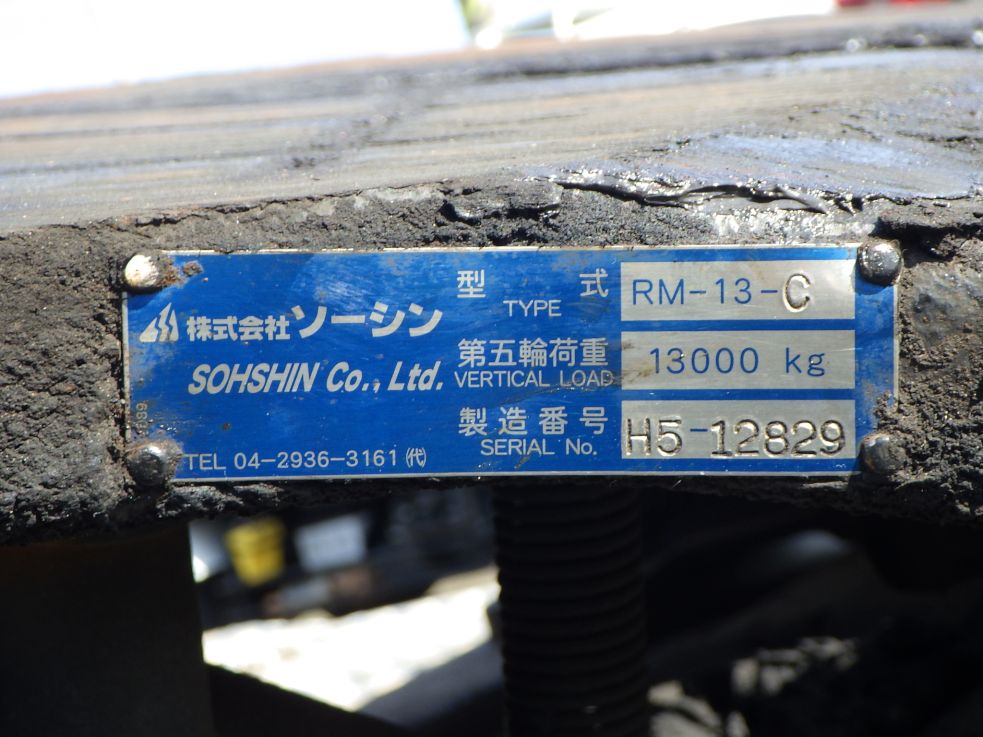 株式会社ソーシン
SOHSHIN Co., Ltd.
TEL 04-2936-3161 ㈹
型式 RM-13-C
TYPE
第五輪荷重 13000 kg
VERTICAL LOAD
製造番号 H5-12829
SERIAL No.